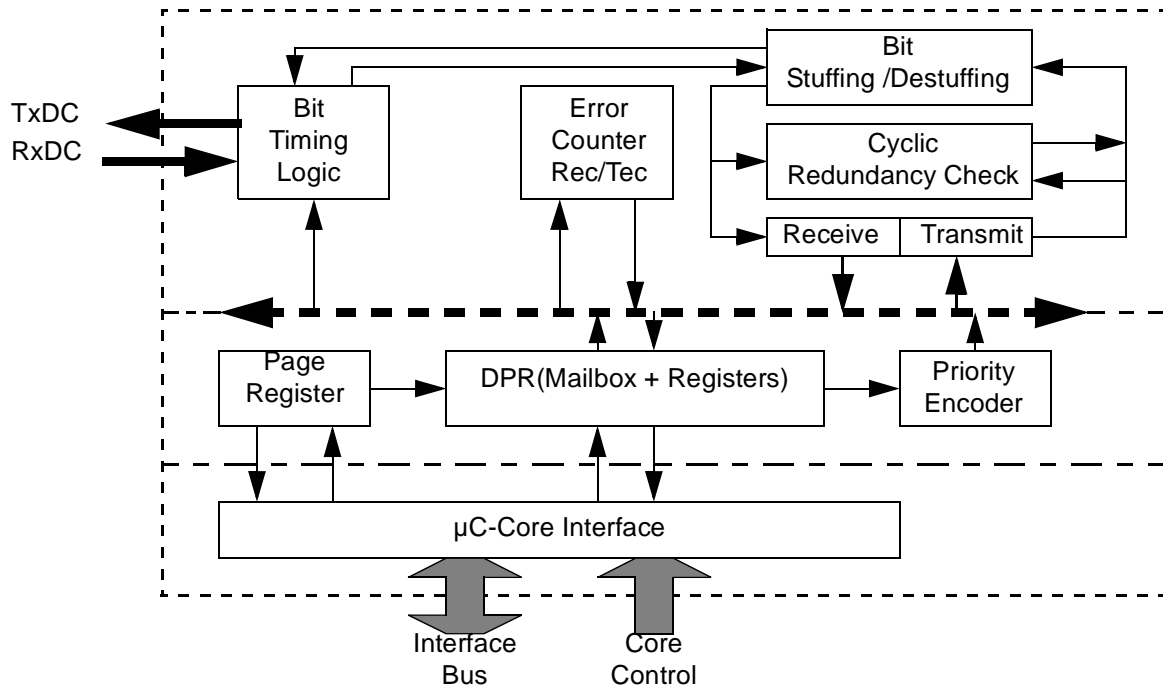 Bit
Stuffing /Destuffing
TxDC
RxDC
Bit
Timing
Logic
Error
Counter
Rec/Tec
Cyclic
Redundancy Check
Receive
Transmit
Page
Register
DPR(Mailbox + Registers)
Priority
Encoder
µC-Core Interface
Interface
Bus
Core
Control